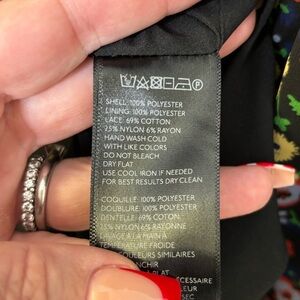 SHELL: 100% POLYESTER
LINING: 100% POLYESTER
LACE: 69% COTTON
25% NYLON 6% RAYON
HAND WASH COLD
WITH LIKE COLORS
DO NOT BLEACH
DRY FLAT
USE COOL IRON IF NEEDED
FOR BEST RESULTS DRY CLEAN
COQUILLE: 100% POLYESTER
DOUBLURE: 100% POLYESTER
DENTELLE: 69% COTON
25% NYLON 6% RAYONNE
LAVAGE A LA MAIN A
TEMPÉRATURE FROIDE
COULEURS SIMILAIRES
PLAT